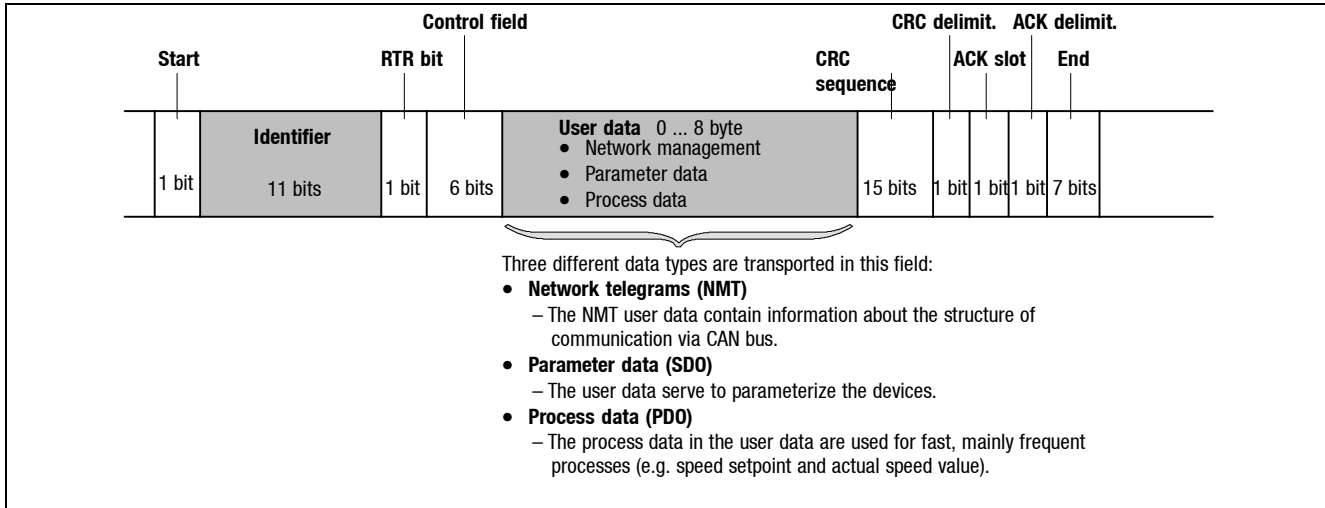 Control field CRC delimit. ACK delimit.
Start RTR bit CRC sequence ACK slot End
Identifier
User data 0 ... 8 byte
• Network management
1 bit 11 bits 1 bit 6 bits • Parameter data 15 bits 1 bit 1 bit 1 bit 7 bits
• Process data
Three different data types are transported in this field:
• Network telegrams (NMT)
– The NMT user data contain information about the structure of
communication via CAN bus.
• Parameter data (SDO)
– The user data serve to parameterize the devices.
• Process data (PDO)
– The process data in the user data are used for fast, mainly frequent
processes (e.g. speed setpoint and actual speed value).